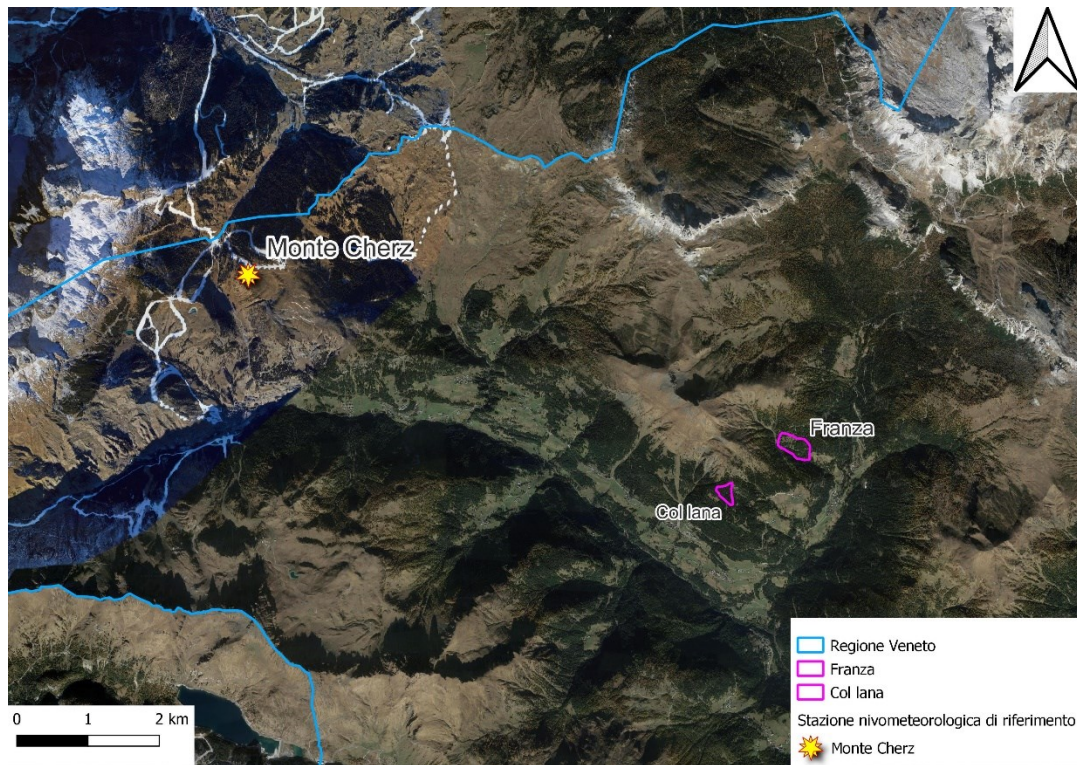 Monte Cherz
Franza
Col lana
0 1 2 km
Regione Veneto
Franza
Col lana
Stazione nivometeorologica di riferimento
Monte Cherz